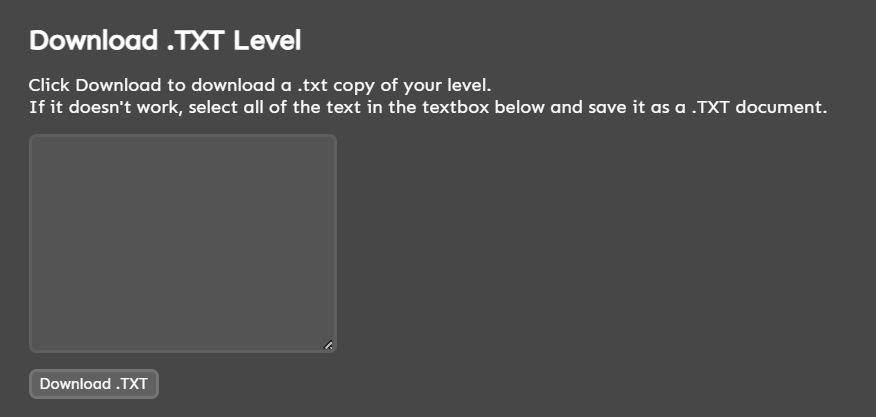 Download .TXT Level
Click Download to download a .txt copy of your level.
If it doesn't work, select all of the text in the textbox below and save it as a .TXT document.
Download .TXT